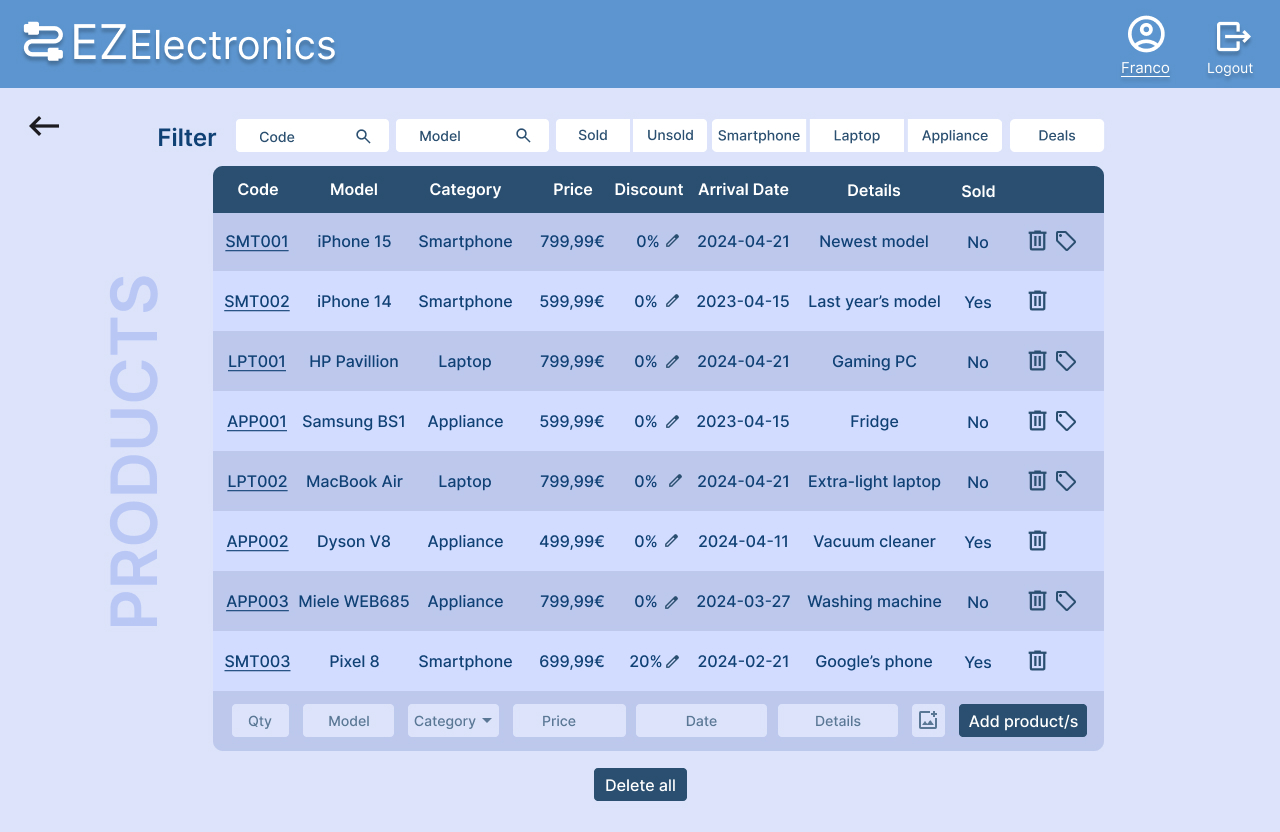 EZElectronics
Franco
Logout
Filter Code Model Sold Unsold Smartphone Laptop Appliance Deals
Code Model Category Price Discount Arrival Date Details Sold
SMT001 iPhone 15 Smartphone 799,99€ 0% 2024-04-21 Newest model No
SMT002 iPhone 14 Smartphone 599,99€ 0% 2023-04-15 Last year’s model Yes
LPT001 HP Pavillion Laptop 799,99€ 0% 2024-04-21 Gaming PC No
APP001 Samsung BS1 Appliance 599,99€ 0% 2023-04-15 Fridge No
LPT002 MacBook Air Laptop 799,99€ 0% 2024-04-21 Extra-light laptop No
APP002 Dyson V8 Appliance 499,99€ 0% 2024-04-11 Vacuum cleaner Yes
APP003 Miele WEB685 Appliance 799,99€ 0% 2024-03-27 Washing machine No
SMT003 Pixel 8 Smartphone 699,99€ 20% 2024-02-21 Google’s phone Yes
Qty Model Category Price Date Details Add product/s
Delete all
PRODUCTS